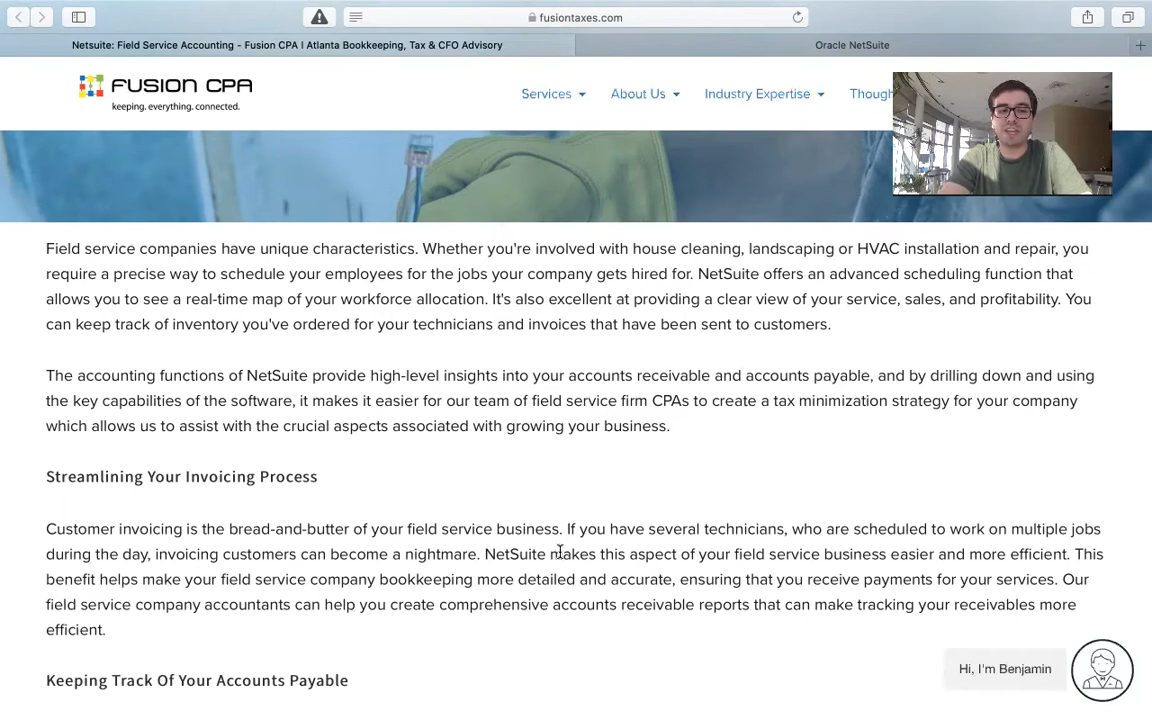 fusiontaxes.com
Netsuite: Field Service Accounting - Fusion CPA I Atlanta Bookkeeping, Tax & CFO Advisory
Oracle NetSuite
FUSION CPA
keeping. everything. connected.
Services
About Us
Industry Expertise
Though
Field service companies have unique characteristics. Whether you're involved with house cleaning, landscaping or HVAC installation and repair, you
require a precise way to schedule your employees for the jobs your company gets hired for. NetSuite offers an advanced scheduling function that
allows you to see a real-time map of your workforce allocation. It's also excellent at providing a clear view of your service, sales, and profitability. You
can keep track of inventory you've ordered for your technicians and invoices that have been sent to customers.
The accounting functions of NetSuite provide high-level insights into your accounts receivable and accounts payable, and by drilling down and using
the key capabilities of the software, it makes it easier for our team of field service firm CPAs to create a tax minimization strategy for your company
which allows us to assist with the crucial aspects associated with growing your business.
Streamlining Your Invoicing Process
Customer invoicing is the bread-and-butter of your field service business. If you have several technicians, who are scheduled to work on multiple jobs
during the day, invoicing customers can become a nightmare. NetSuite makes this aspect of your field service business easier and more efficient. This
benefit helps make your field service company bookkeeping more detailed and accurate, ensuring that you receive payments for your services. Our
field service company accountants can help you create comprehensive accounts receivable reports that can make tracking your receivables more
efficient.
Hi, I'm Benjamin
Keeping Track Of Your Accounts Payable